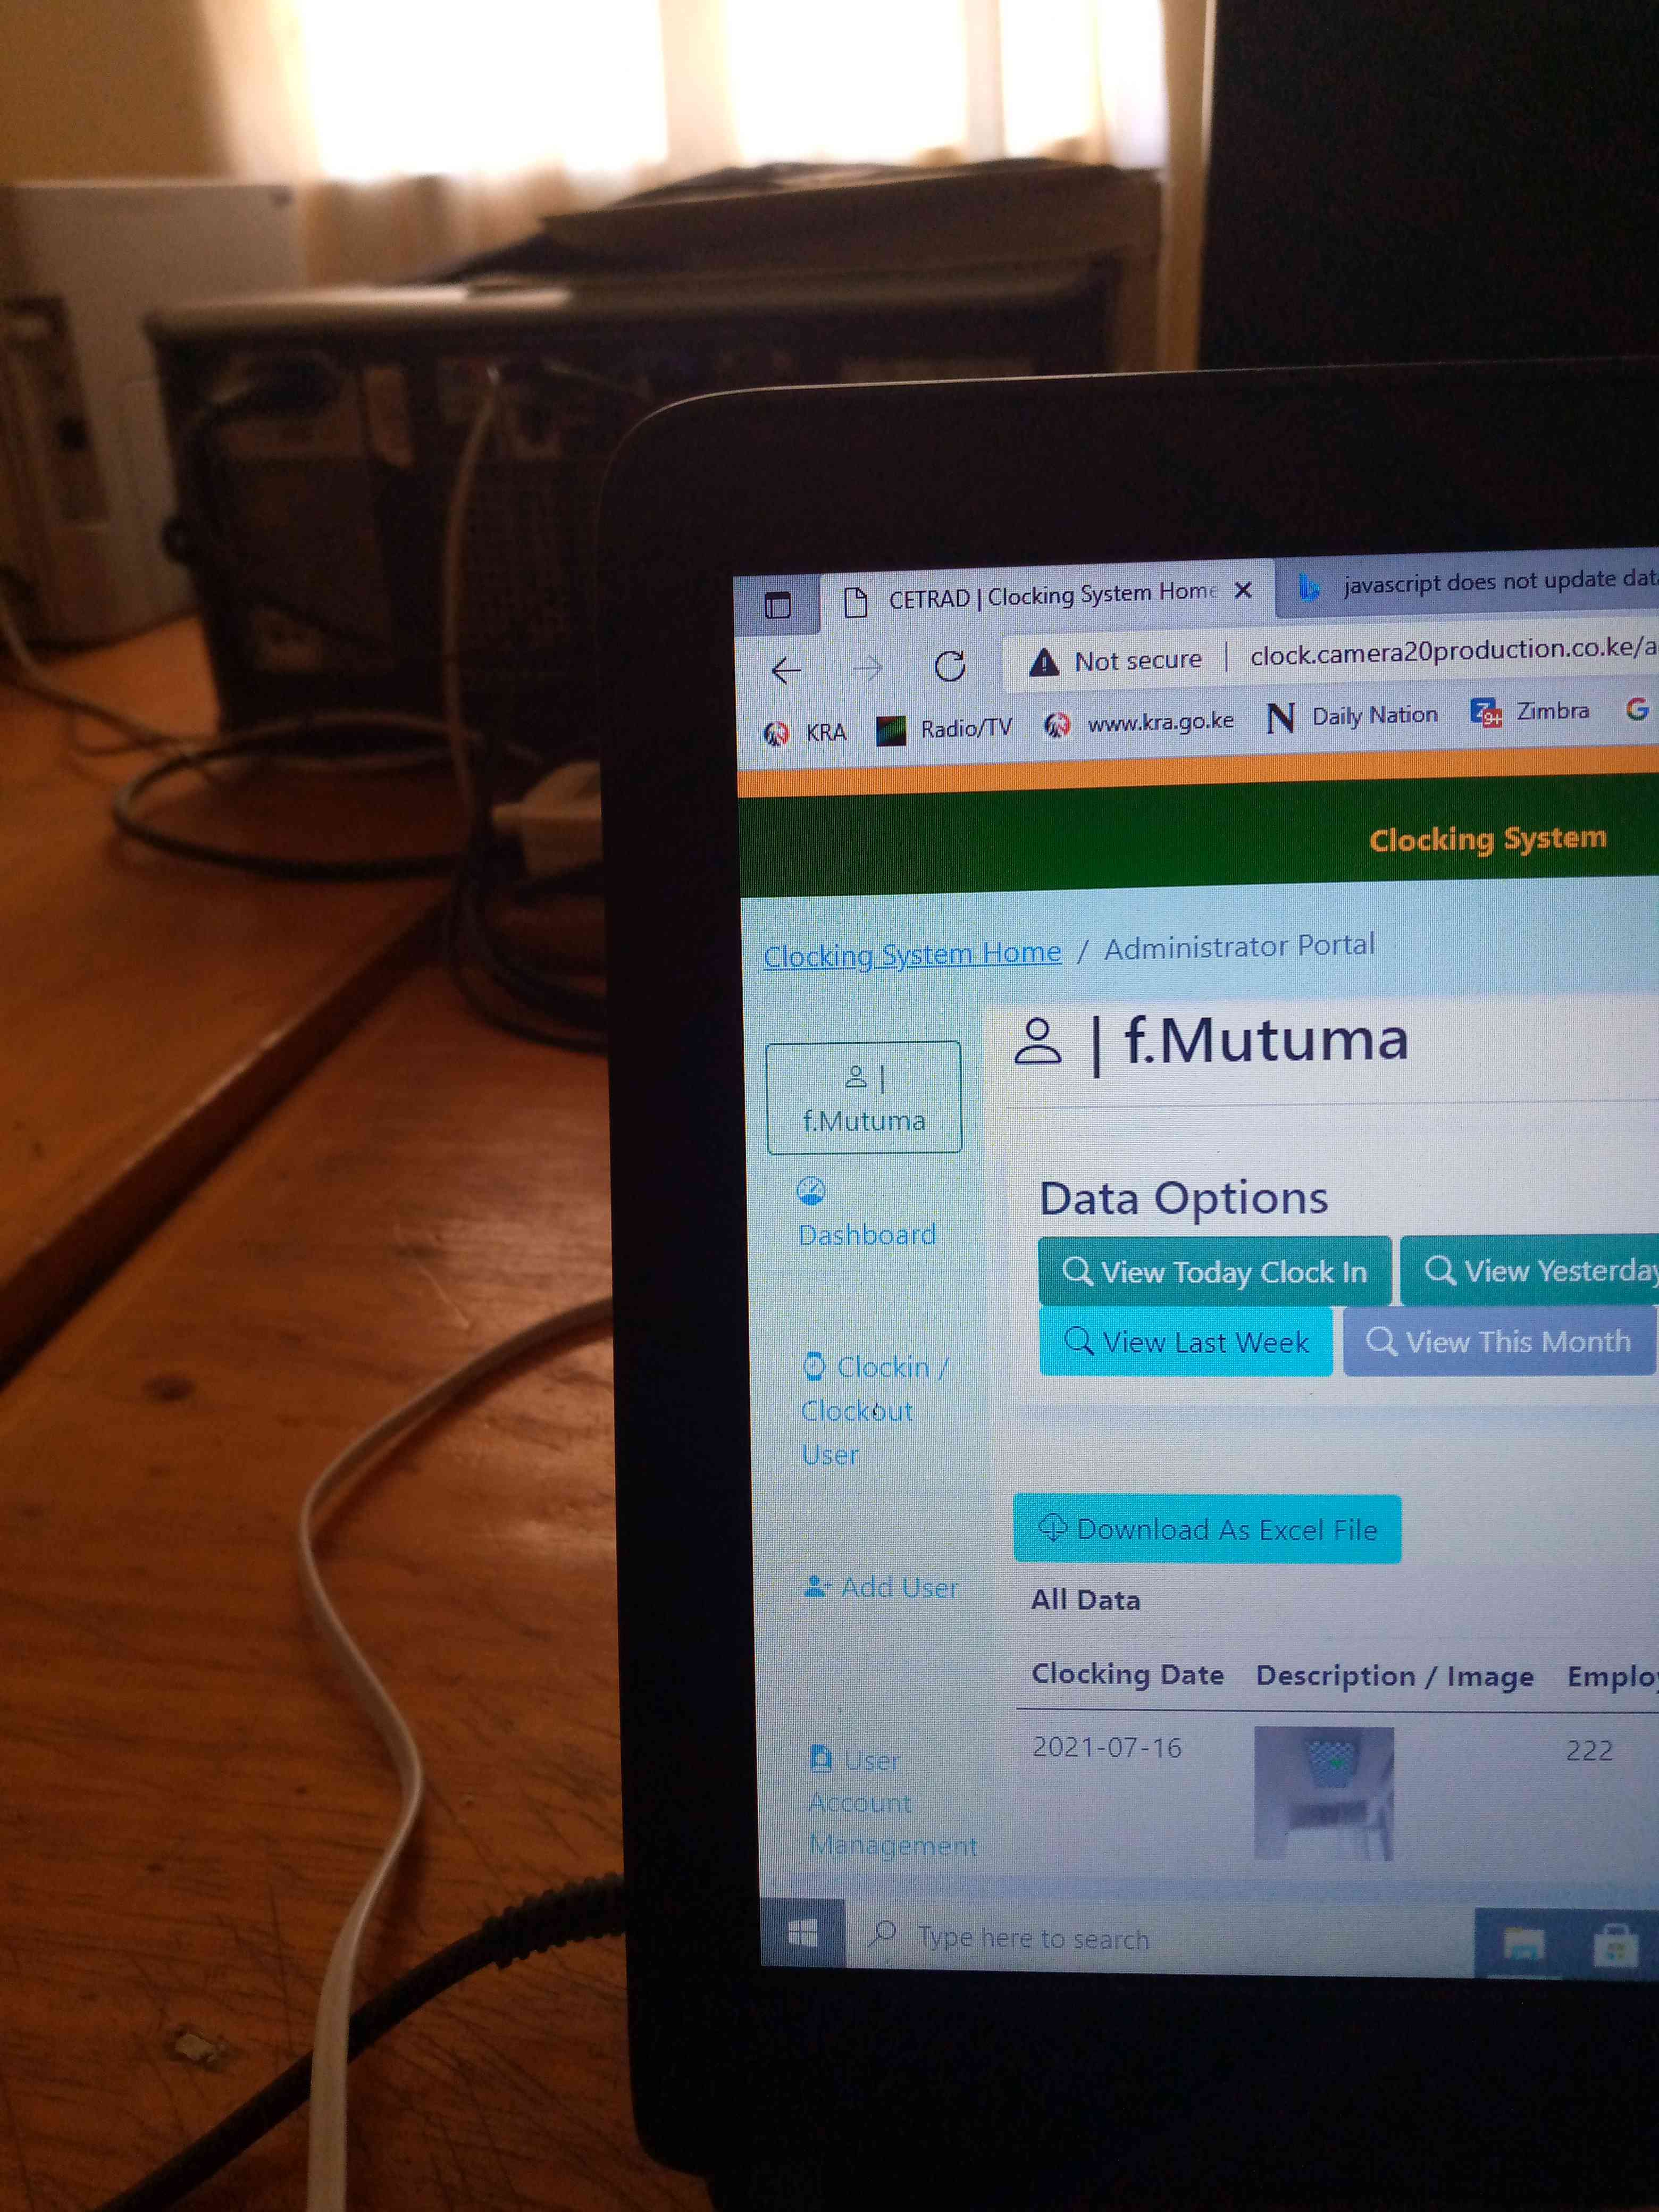 CETRAD | Clocking System Home
javascript does not update dat
Not secure | clock.camera20production.co.ke/a
KRA Radio/TV www.kra.go.ke N Daily Nation Z 9+ Zimbra G
Clocking System
Clocking System Home / Administrator Portal
| f.Mutuma
|
f.Mutuma
Dashboard
Clockin /
Clockout
User
Add User
User
Account
Management
Data Options
View Today Clock In View Yesterday
View Last Week View This Month
Download As Excel File
All Data
Clocking Date Description / Image Employ
2021-07-16 222
Type here to search